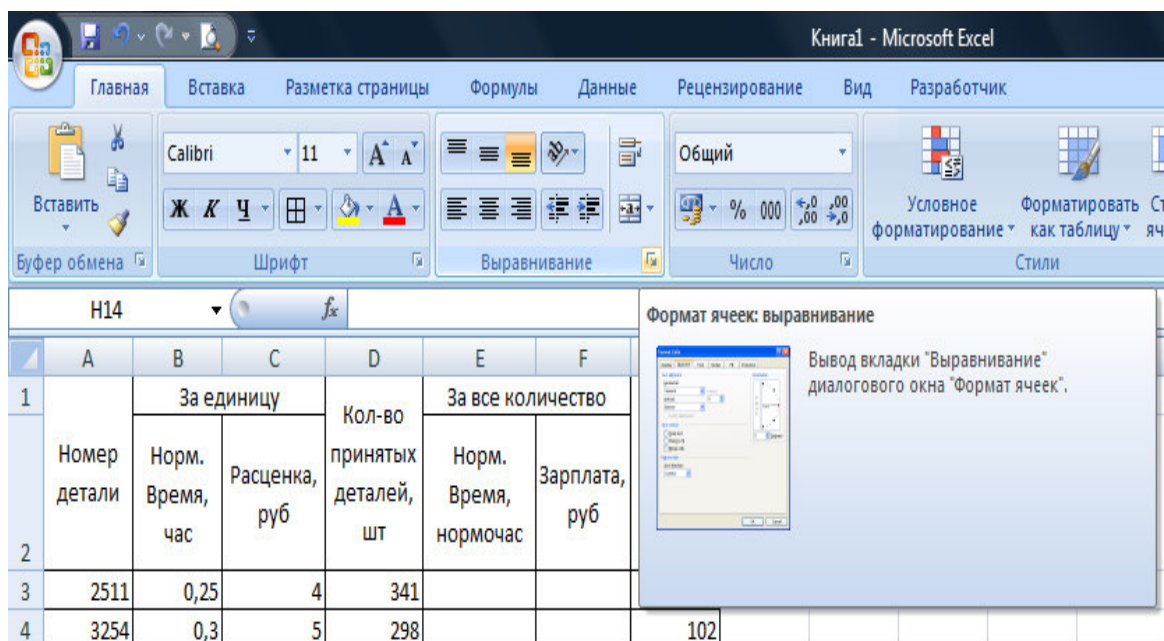 Книга1 - Microsoft Excel
Главная Вставка Разметка страницы Формулы Данные Рецензирование Вид Разработчик
Calibri 11 Общий
Вставить Ж К Ч % 000 Условное форматирование Форматировать как таблицу
Буфер обмена Шрифт Выравнивание Число Стили
H14 fx
Формат ячеек: выравнивание
Вывод вкладки "Выравнивание"
диалогового окна "Формат ячеек".
A B C D E F
1 За единицу За все количество
2 Номер детали Норм. Время, час Расценка, руб Кол-во принятых деталей, шт Норм. Время, нормочас Зарплата, руб
3 2511 0,25 4 341
4 3254 0,3 5 298 102